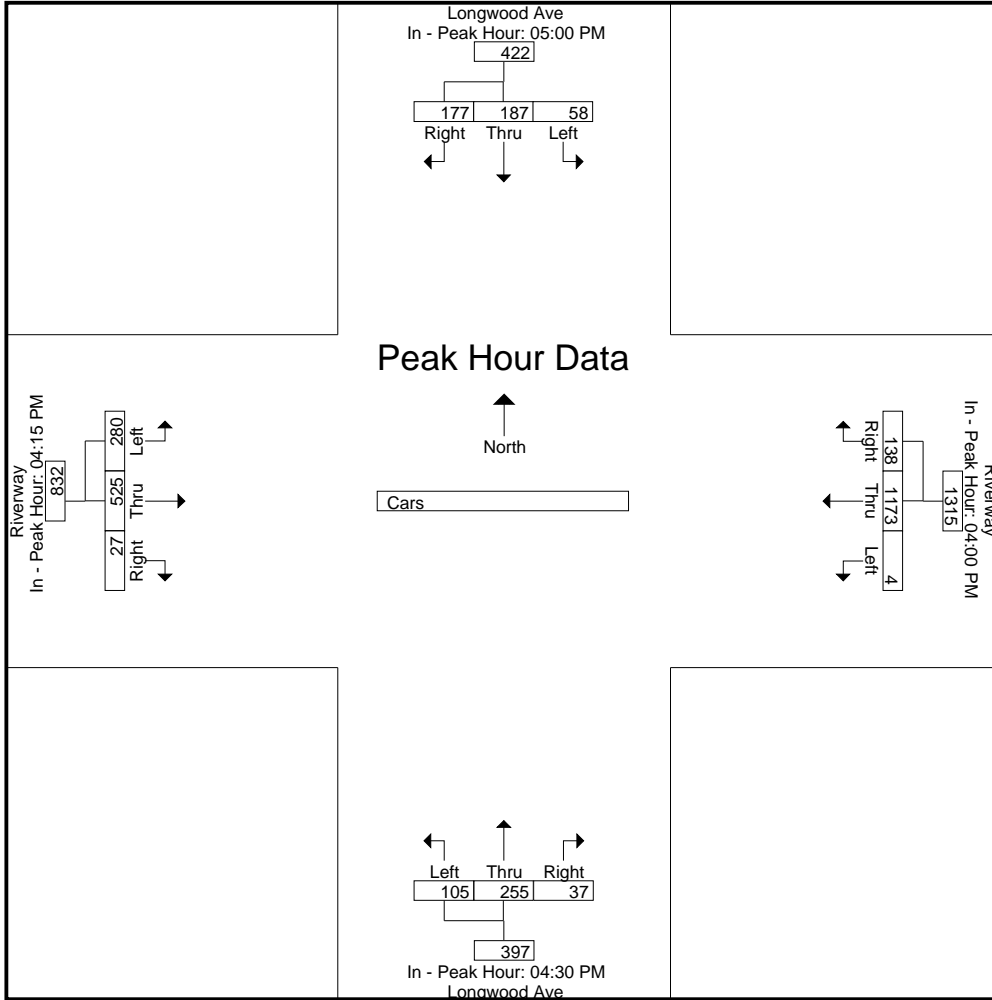 Longwood Ave
In - Peak Hour: 05:00 PM
422
177 187 58
Right Thru Left
Peak Hour Data
North
Cars
Riverway
In - Peak Hour: 04:15 PM
832
280 525 27
Left Thru Right
Riverway
In - Peak Hour: 04:00 PM
1315
138 1173 4
Right Thru Left
Left Thru Right
105 255 37
397
In - Peak Hour: 04:30 PM
Longwood Ave